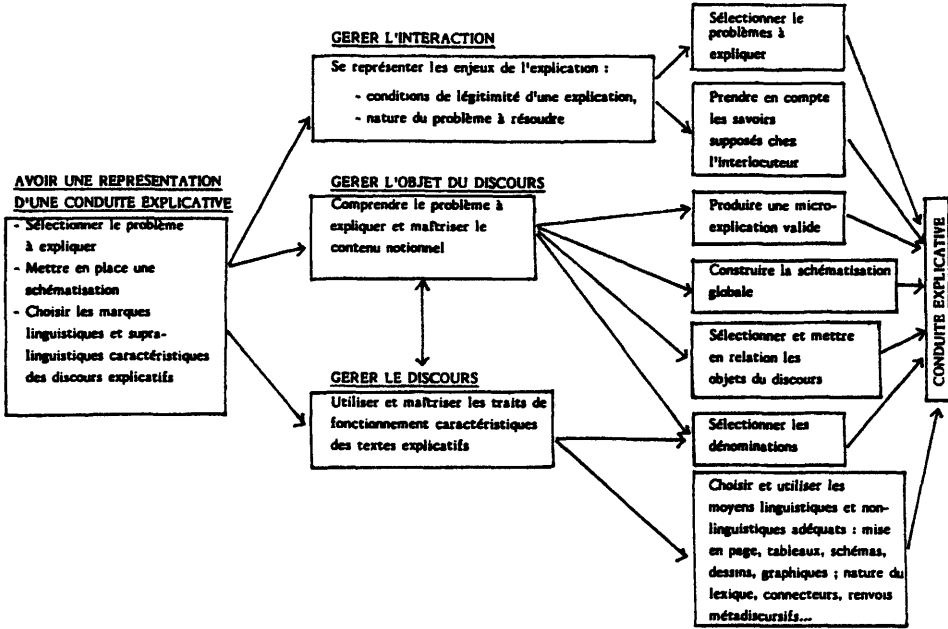 AVOIR UNE REPRESENTATION
D'UNE CONDUITE EXPLICATIVE
- Sélectionner le problème
à expliquer
- Mettre en place une
schématisation
- Choisir les marques
linguistiques et supra-
linguistiques caractéristiques
des discours explicatifs
GERER L'INTERACTION
Se représenter les enjeux de l'explication :
- conditions de légitimité d'une explication,
- nature du problème à résoudre
GERER L'OBJET DU DISCOURS
Comprendre le problème à
expliquer et maîtriser le
contenu notionnel
GERER LE DISCOURS
Utiliser et maîtriser les traits de
fonctionnement caractéristiques
des textes explicatifs
Sélectionner le
problèmes à
expliquer
Prendre en compte
les savoirs
supposés chez
l'interlocuteur
Produire une micro-
explication valide
Construire la schématisation
globale
Sélectionner et mettre
en relation les
objets du discours
Sélectionner les
dénominations
Choisir et utiliser les
moyens linguistiques et non-
linguistiques adéquats : mise
en page, tableaux, schémas,
dessins, graphiques ; nature du
lexique, connecteurs, renvois
métadiscursifs...
CONDUITE EXPLICATIVE